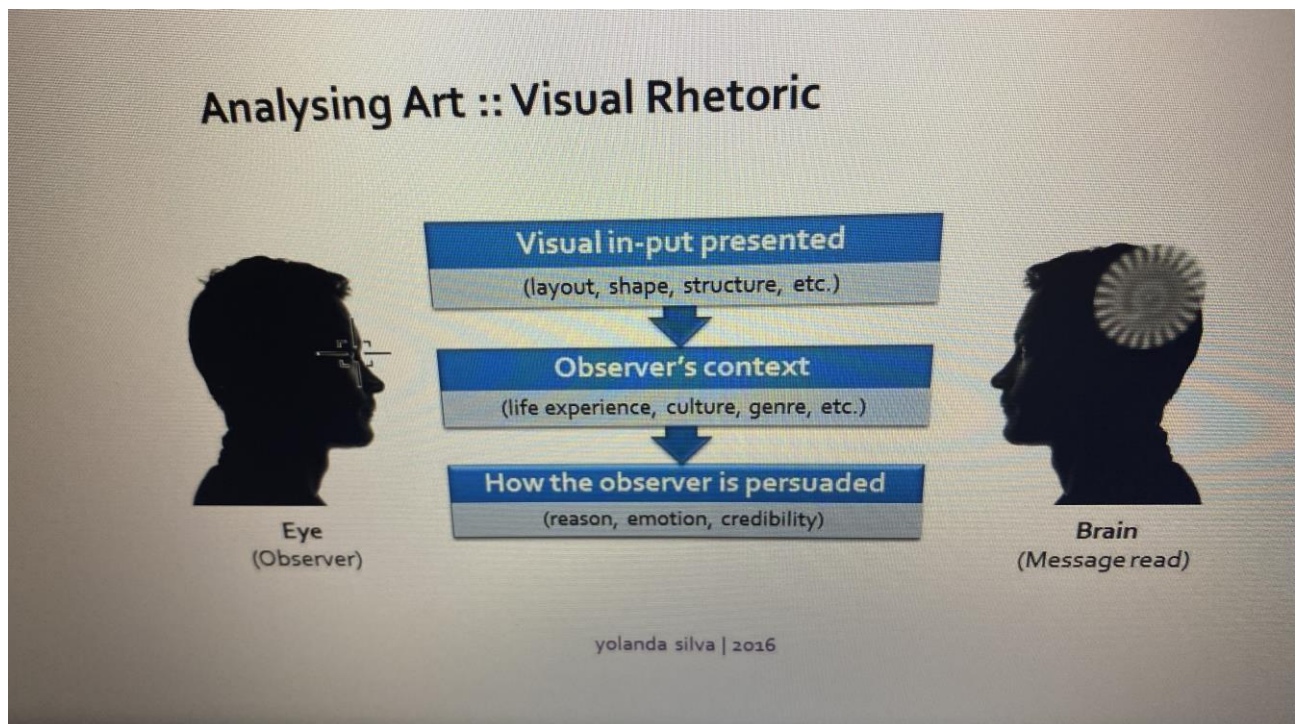 Analysing Art :: Visual Rhetoric
Visual in-put presented
(layout, shape, structure, etc.)
Observer's context
(life experience, culture, genre, etc.)
How the observer is persuaded
(reason, emotion, credibility)
Eye
(Observer)
Brain
(Message read)
yolanda silva | 2016